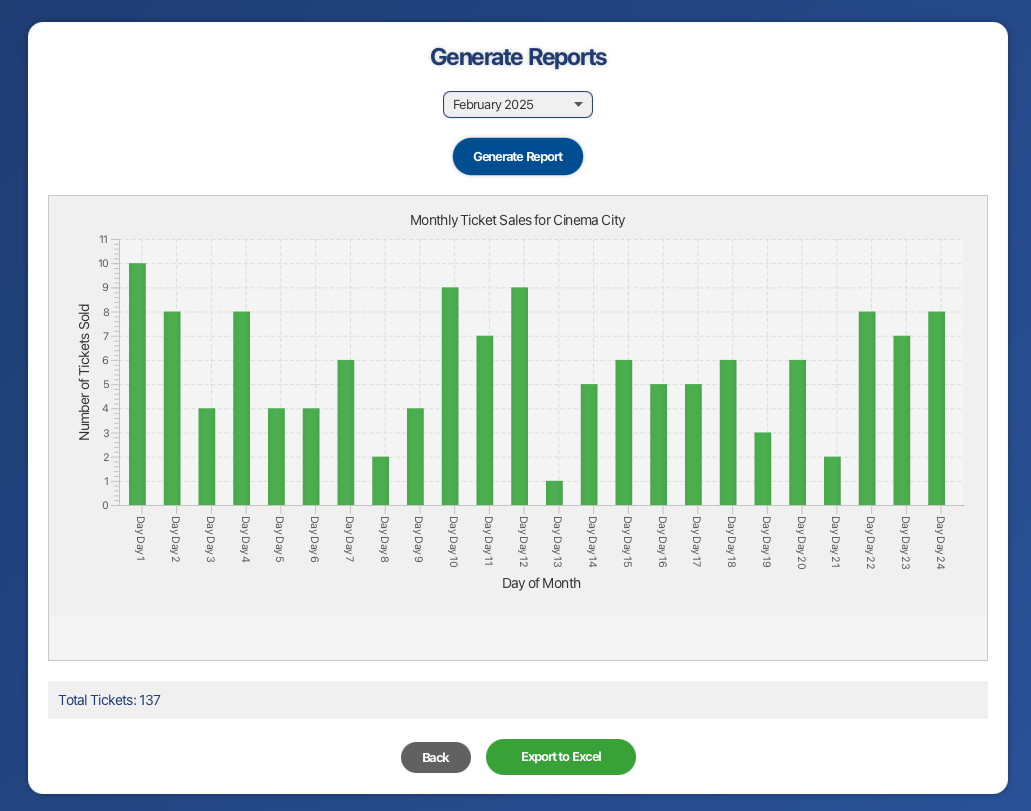 Generate Reports
February 2025
Generate Report
Monthly Ticket Sales for Cinema City
Number of Tickets Sold
11
10
9
8
7
6
5
4
3
2
1
0
Day Day 1
Day Day 2
Day Day 3
Day Day 4
Day Day 5
Day Day 6
Day Day 7
Day Day 8
Day Day 9
Day Day 10
Day Day 11
Day Day 12
Day Day 13
Day Day 14
Day Day 15
Day Day 16
Day Day 17
Day Day 18
Day Day 19
Day Day 20
Day Day 21
Day Day 22
Day Day 23
Day Day 24
Day of Month
Total Tickets: 137
Back
Export to Excel